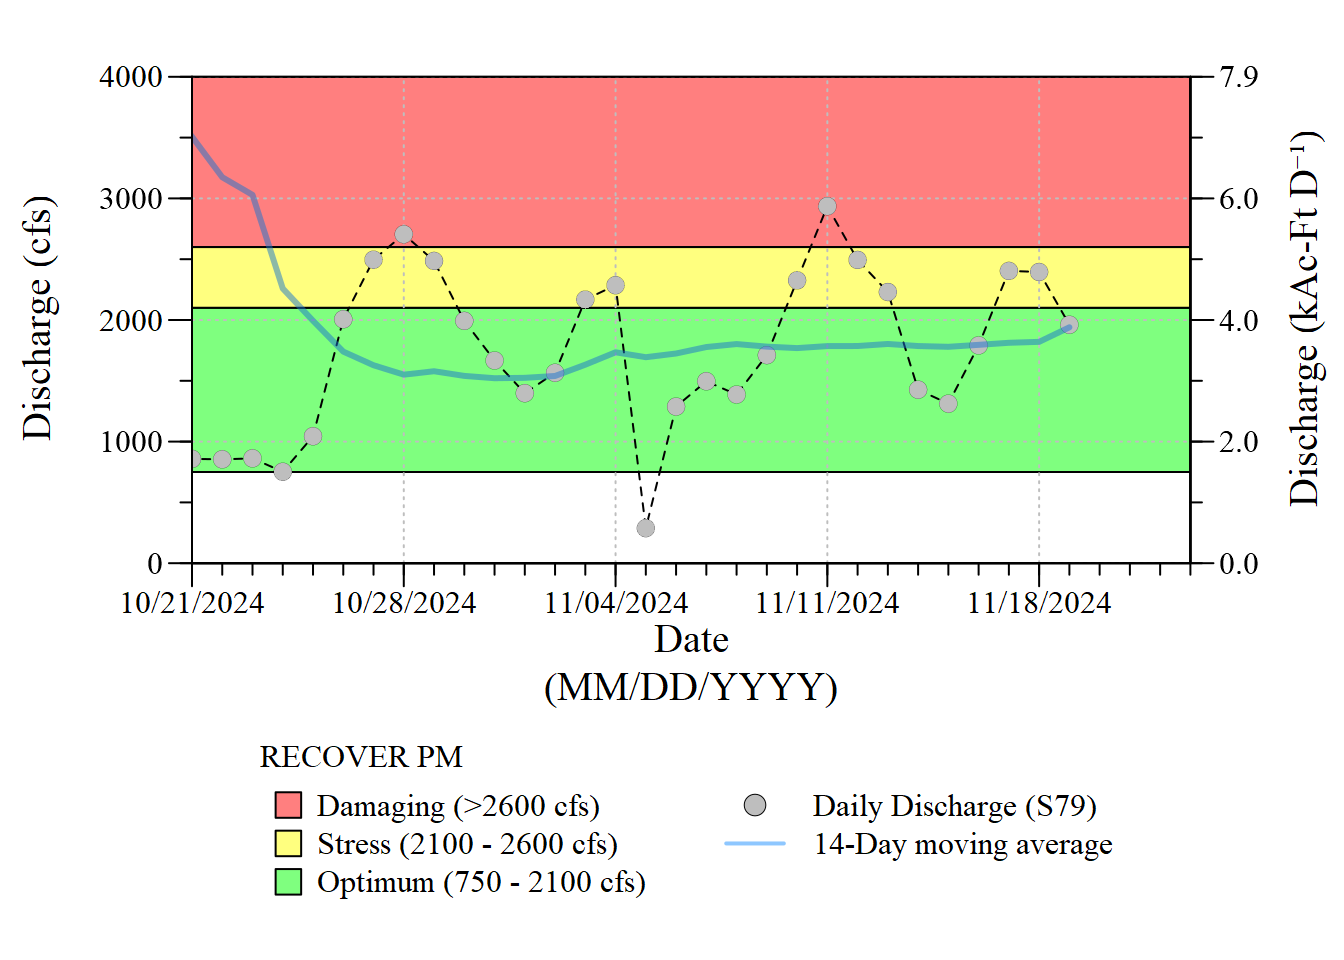 4000
3000
2000
1000
0
Discharge (cfs)
7.9
6.0
4.0
2.0
0.0
Discharge (kAc-Ft D⁻¹)
10/21/2024
10/28/2024
11/04/2024
11/11/2024
11/18/2024
Date
(MM/DD/YYYY)
RECOVER PM
Damaging (>2600 cfs)
Stress (2100 - 2600 cfs)
Optimum (750 - 2100 cfs)
Daily Discharge (S79)
14-Day moving average